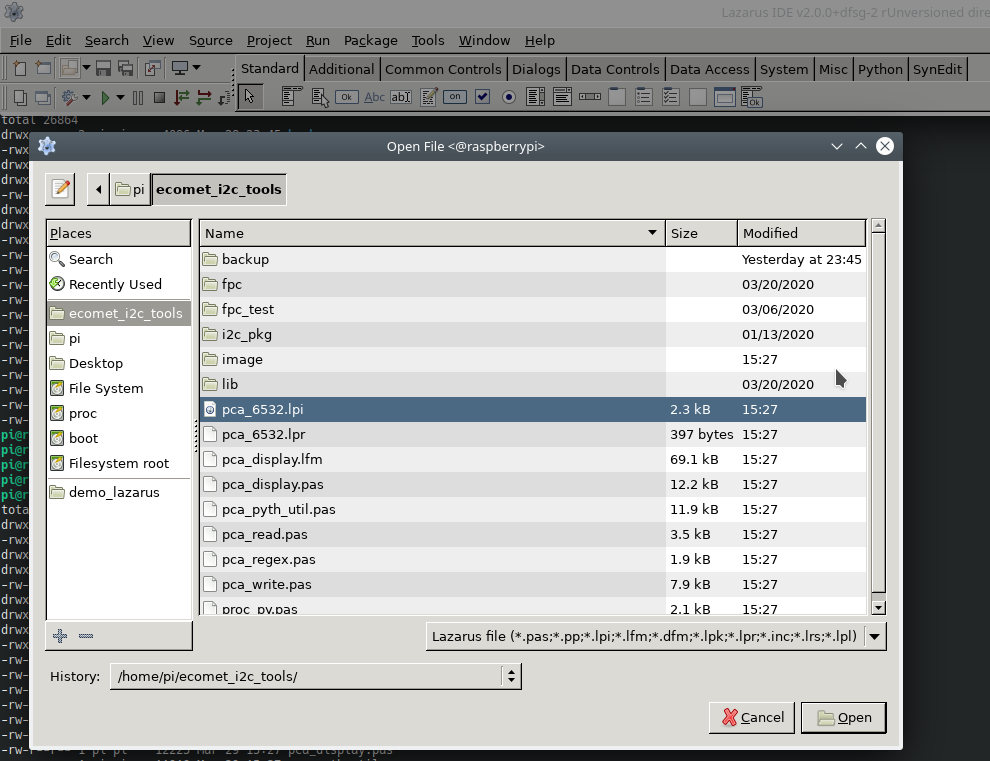 Lazarus IDE v2.0.0+dfsg-2 rUnversioned dire
File Edit Search View Source Project Run Package Tools Window Help
Standard Additional Common Controls Dialogs Data Controls Data Access System Misc Python SynEdit
Ok Abc abI on Ok
total 26864
Open File <@raspberrypi>
pi ecomet_i2c_tools
Places
Search
Recently Used
ecomet_i2c_tools
pi
Desktop
File System
proc
boot
Filesystem root
demo_lazarus
Name Size Modified
backup Yesterday at 23:45
fpc 03/20/2020
fpc_test 03/06/2020
i2c_pkg 01/13/2020
image 15:27
lib 03/20/2020
pca_6532.lpi 2.3 kB 15:27
pca_6532.lpr 397 bytes 15:27
pca_display.lfm 69.1 kB 15:27
pca_display.pas 12.2 kB 15:27
pca_pyth_util.pas 11.9 kB 15:27
pca_read.pas 3.5 kB 15:27
pca_regex.pas 1.9 kB 15:27
pca_write.pas 7.9 kB 15:27
proc_py.pas 2.1 kB 15:27
Lazarus file (*.pas;*.pp;*.lpi;*.lfm;*.dfm;*.lpk;*.lpr;*.inc;*.lrs;*.lpl)
History: /home/pi/ecomet_i2c_tools/
Cancel Open